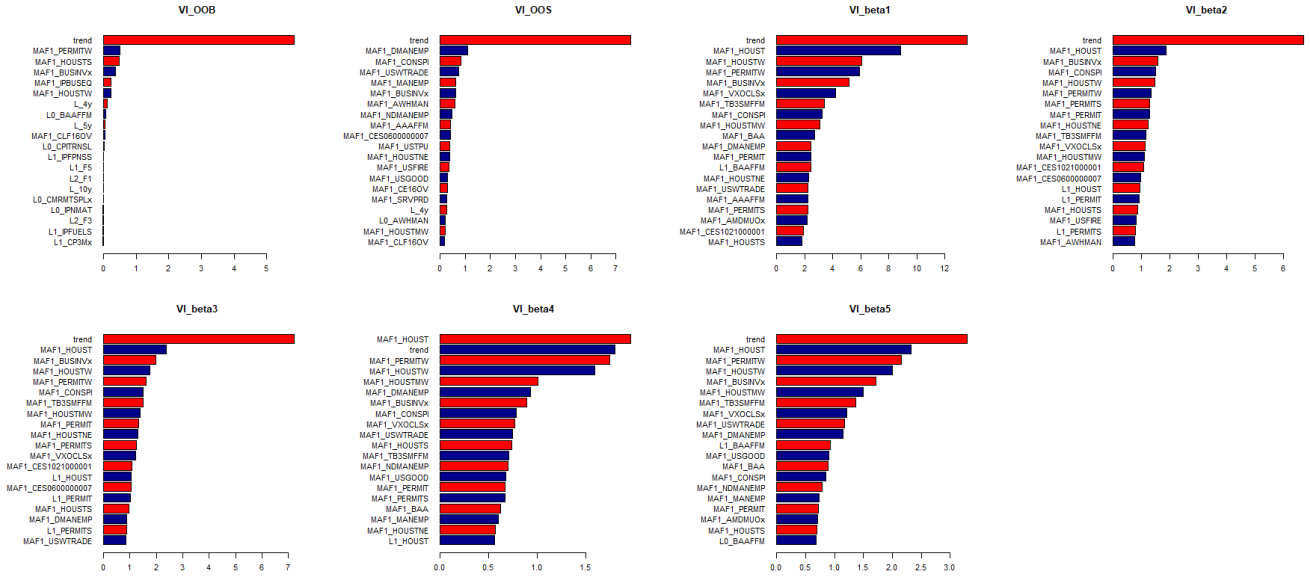 VI_OOB
trend
MAF1_PERMITW
MAF1_HOUSTS
MAF1_BUSINVx
MAF1_IPBUSEQ
MAF1_HOUSTW
L_4y
L0_BAAFFM
L_5y
MAF1_CLF16OV
L0_CPITRNSL
L1_IPFPNSS
L1_F5
L2_F1
L_10y
L0_CMRMTSPLx
L0_IPNMAT
L2_F3
L1_IPFUELS
L1_CP3Mx
0 1 2 3 4 5
VI_OOS
trend
MAF1_DMANEMP
MAF1_CONSPI
MAF1_USWTRADE
MAF1_MANEMP
MAF1_BUSINVx
MAF1_AWHMAN
MAF1_NDMANEMP
MAF1_AAAFFM
MAF1_CES0600000007
MAF1_USTPU
MAF1_HOUSTNE
MAF1_USFIRE
MAF1_USGOOD
MAF1_CE16OV
MAF1_SRVPRD
L_4y
L0_AWHMAN
MAF1_HOUSTMW
MAF1_CLF16OV
0 1 2 3 4 5 6 7
VI_beta1
trend
MAF1_HOUST
MAF1_HOUSTW
MAF1_PERMITW
MAF1_BUSINVx
MAF1_VXOCLSx
MAF1_TB3SMFFM
MAF1_CONSPI
MAF1_HOUSTMW
MAF1_BAA
MAF1_DMANEMP
MAF1_PERMIT
L1_BAAFFM
MAF1_HOUSTNE
MAF1_USWTRADE
MAF1_AAAFFM
MAF1_PERMITS
MAF1_AMDMUOx
MAF1_CES1021000001
MAF1_HOUSTS
0 2 4 6 8 10 12
VI_beta2
trend
MAF1_HOUST
MAF1_BUSINVx
MAF1_CONSPI
MAF1_HOUSTW
MAF1_PERMITW
MAF1_PERMITS
MAF1_PERMIT
MAF1_HOUSTNE
MAF1_TB3SMFFM
MAF1_VXOCLSx
MAF1_HOUSTMW
MAF1_CES1021000001
MAF1_CES0600000007
L1_HOUST
L1_PERMIT
MAF1_HOUSTS
MAF1_USFIRE
L1_PERMITS
MAF1_AWHMAN
0 1 2 3 4 5 6
VI_beta3
trend
MAF1_HOUST
MAF1_BUSINVx
MAF1_HOUSTW
MAF1_PERMITW
MAF1_CONSPI
MAF1_TB3SMFFM
MAF1_HOUSTMW
MAF1_PERMIT
MAF1_HOUSTNE
MAF1_PERMITS
MAF1_VXOCLSx
MAF1_CES1021000001
L1_HOUST
MAF1_CES0600000007
L1_PERMIT
MAF1_HOUSTS
MAF1_DMANEMP
L1_PERMITS
MAF1_USWTRADE
0 1 2 3 4 5 6 7
VI_beta4
MAF1_HOUST
trend
MAF1_PERMITW
MAF1_HOUSTW
MAF1_HOUSTMW
MAF1_DMANEMP
MAF1_BUSINVx
MAF1_CONSPI
MAF1_VXOCLSx
MAF1_USWTRADE
MAF1_HOUSTS
MAF1_TB3SMFFM
MAF1_NDMANEMP
MAF1_USGOOD
MAF1_PERMIT
MAF1_PERMITS
MAF1_BAA
MAF1_MANEMP
MAF1_HOUSTNE
L1_HOUST
0.0 0.5 1.0 1.5
VI_beta5
trend
MAF1_HOUST
MAF1_PERMITW
MAF1_HOUSTW
MAF1_BUSINVx
MAF1_HOUSTMW
MAF1_TB3SMFFM
MAF1_VXOCLSx
MAF1_USWTRADE
MAF1_DMANEMP
L1_BAAFFM
MAF1_USGOOD
MAF1_BAA
MAF1_CONSPI
MAF1_NDMANEMP
MAF1_MANEMP
MAF1_PERMIT
MAF1_AMDMUOx
MAF1_HOUSTS
L0_BAAFFM
0.0 0.5 1.0 1.5 2.0 2.5 3.0